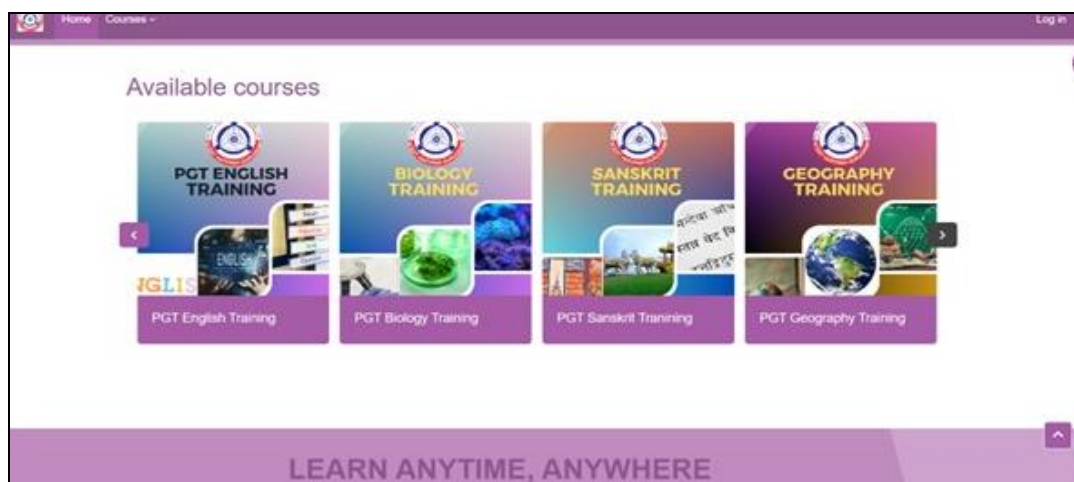 Home Courses Log in
Available courses
PGT ENGLISH
TRAINING
ENGLISH
NGLIS
PGT English Training
BIOLOGY
TRAINING
PGT Biology Training
SANSKRIT
TRAINING
PGT Sanskrit Tranining
GEOGRAPHY
TRAINING
PGT Geography Training
LEARN ANYTIME, ANYWHERE